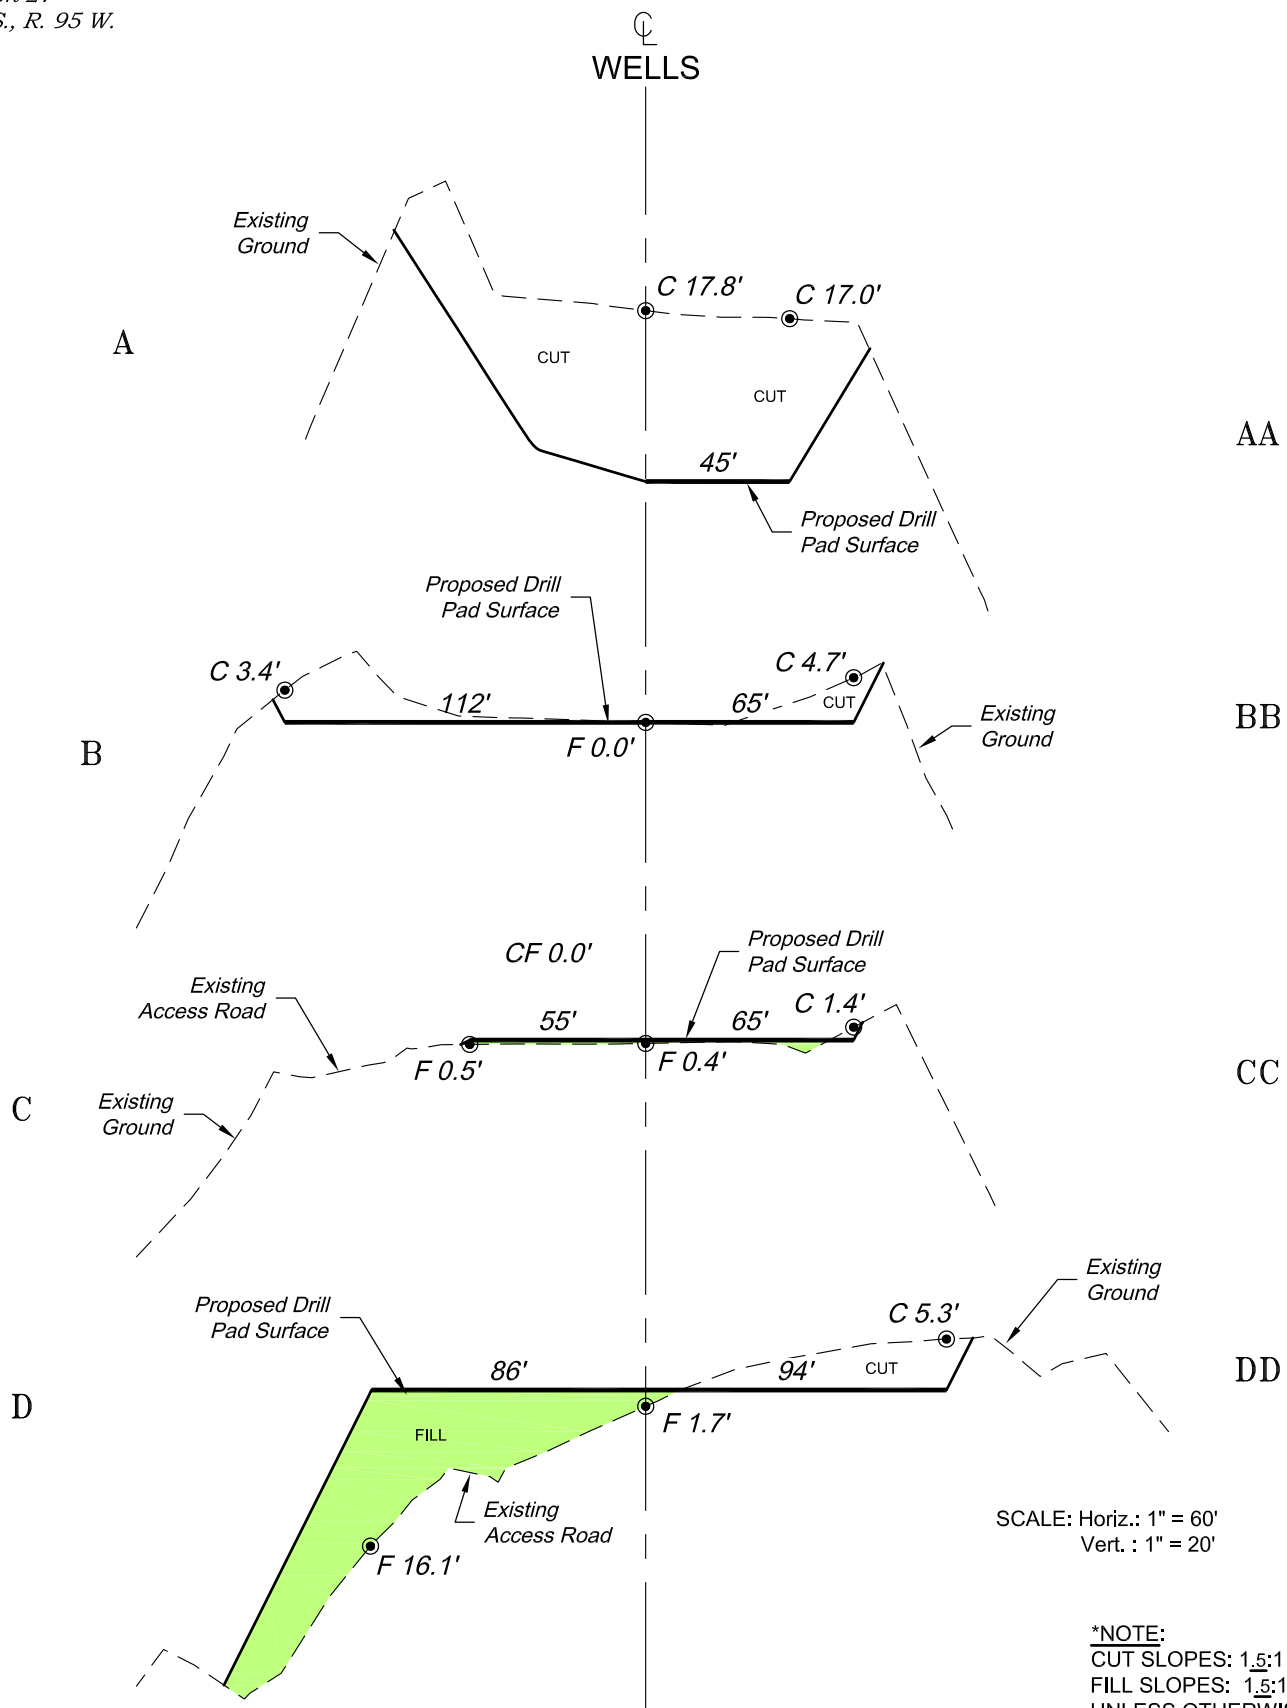 S., R. 95 W.
℄
WELLS
Existing
Ground
C 17.8'
C 17.0'
A
CUT
CUT
AA
45'
Proposed Drill
Pad Surface
Proposed Drill
Pad Surface
C 3.4'
C 4.7'
112'
65'
CUT
Existing
Ground
BB
B
F 0.0'
CF 0.0'
Proposed Drill
Pad Surface
Existing
Access Road
55'
65'
C 1.4'
F 0.5'
F 0.4'
CC
C
Existing
Ground
Existing
Ground
Proposed Drill
Pad Surface
C 5.3'
86'
94'
CUT
DD
D
F 1.7'
FILL
Existing
Access Road
SCALE: Horiz.: 1" = 60'
Vert. : 1" = 20'
F 16.1'
*NOTE:
CUT SLOPES: 1.5:1
FILL SLOPES: 1.5:1
UNLESS